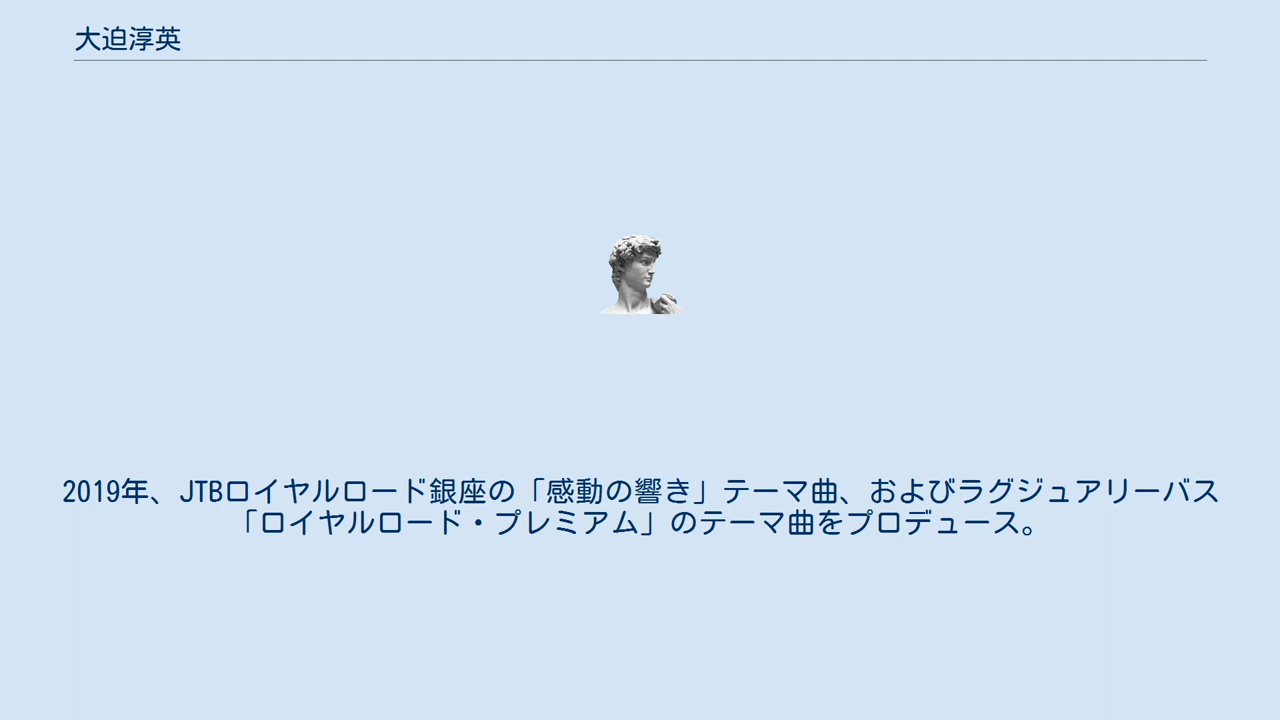 大迫淳英
2019年、JTBロイヤルロード銀座の「感動の響き」テーマ曲、およびラグジュアリーバス
「ロイヤルロード・プレミアム」のテーマ曲をプロデュース。